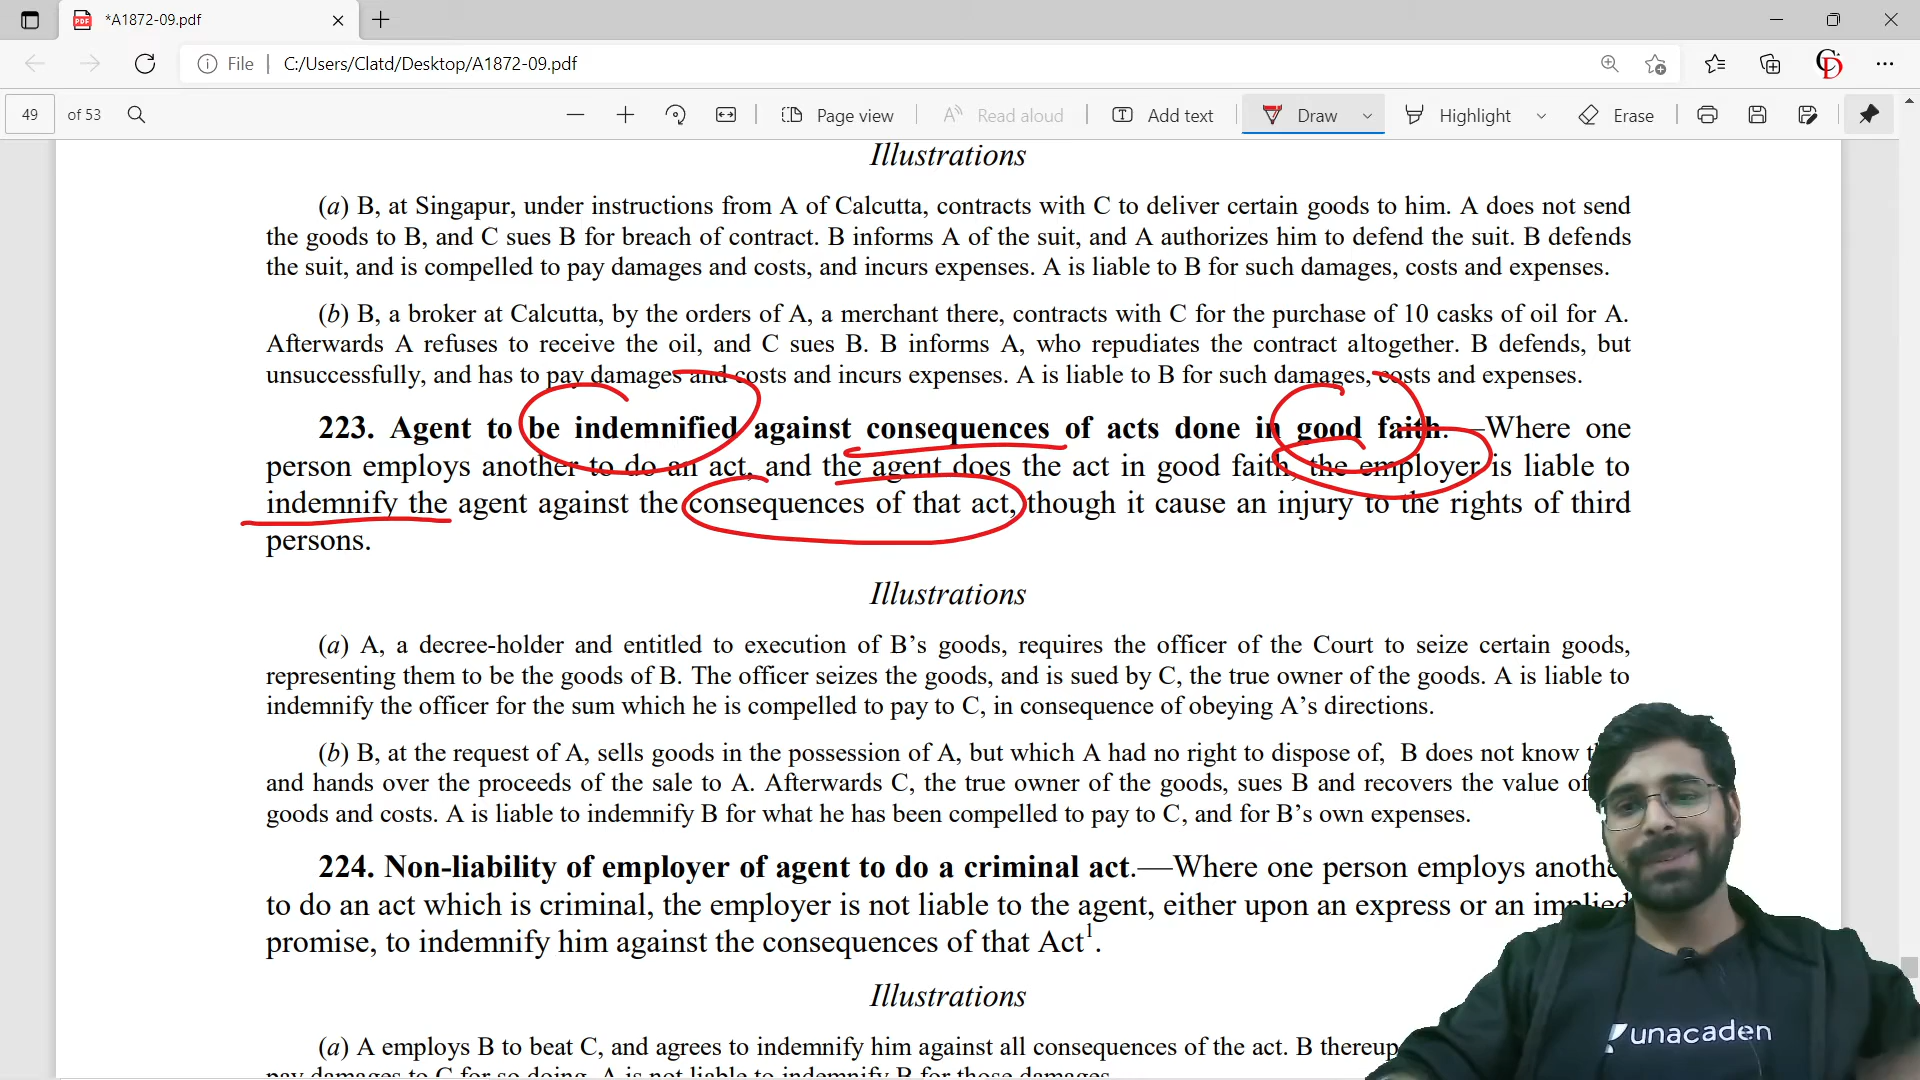 *A1872-09.pdf
File
C:/Users/Clatd/Desktop/A1872-09.pdf
49 of 53
Page view
Read aloud
Add text
Draw
Highlight
Erase
Illustrations
(a) B, at Singapur, under instructions from A of Calcutta, contracts with C to deliver certain goods to him. A does not send
the goods to B, and C sues B for breach of contract. B informs A of the suit, and A authorizes him to defend the suit. B defends
the suit, and is compelled to pay damages and costs, and incurs expenses. A is liable to B for such damages, costs and expenses.
(b) B, a broker at Calcutta, by the orders of A, a merchant there, contracts with C for the purchase of 10 casks of oil for A.
Afterwards A refuses to receive the oil, and C sues B. B informs A, who repudiates the contract altogether. B defends, but
unsuccessfully, and has to pay damages and costs and incurs expenses. A is liable to B for such damages, costs and expenses.
223. Agent to be indemnified against consequences of acts done in good faith.—Where one
person employs another to do an act, and the agent does the act in good faith, the employer is liable to
indemnify the agent against the consequences of that act, though it cause an injury to the rights of third
persons.
Illustrations
(a) A, a decree-holder and entitled to execution of B’s goods, requires the officer of the Court to seize certain goods,
representing them to be the goods of B. The officer seizes the goods, and is sued by C, the true owner of the goods. A is liable to
indemnify the officer for the sum which he is compelled to pay to C, in consequence of obeying A’s directions.
(b) B, at the request of A, sells goods in the possession of A, but which A had no right to dispose of, B does not know
and hands over the proceeds of the sale to A. Afterwards C, the true owner of the goods, sues B and recovers the value of
goods and costs. A is liable to indemnify B for what he has been compelled to pay to C, and for B’s own expenses.
224. Non-liability of employer of agent to do a criminal act.—Where one person employs another
to do an act which is criminal, the employer is not liable to the agent, either upon an express or an implied
promise, to indemnify him against the consequences of that Act1.
Illustrations
(a) A employs B to beat C, and agrees to indemnify him against all consequences of the act. B thereup
pay damages to C for so doing. A is not liable to indemnify B for those damages.
unacaden